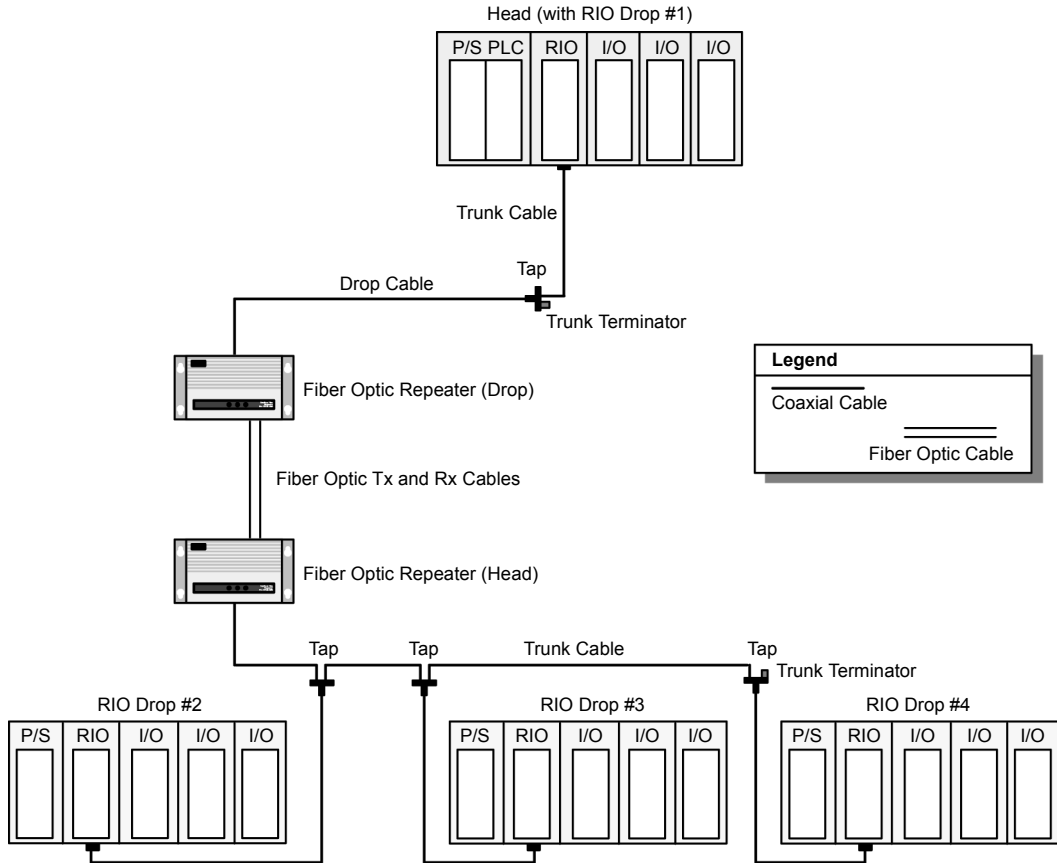 Head (with RIO Drop #1)
P/S PLC RIO I/O I/O I/O
Trunk Cable
Tap
Drop Cable
Trunk Terminator
Fiber Optic Repeater (Drop)
Legend
Coaxial Cable
Fiber Optic Cable
Fiber Optic Tx and Rx Cables
Fiber Optic Repeater (Head)
Tap Tap Trunk Cable Tap
Trunk Terminator
RIO Drop #2 RIO Drop #3 RIO Drop #4
P/S RIO I/O I/O I/O P/S RIO I/O I/O I/O P/S RIO I/O I/O I/O